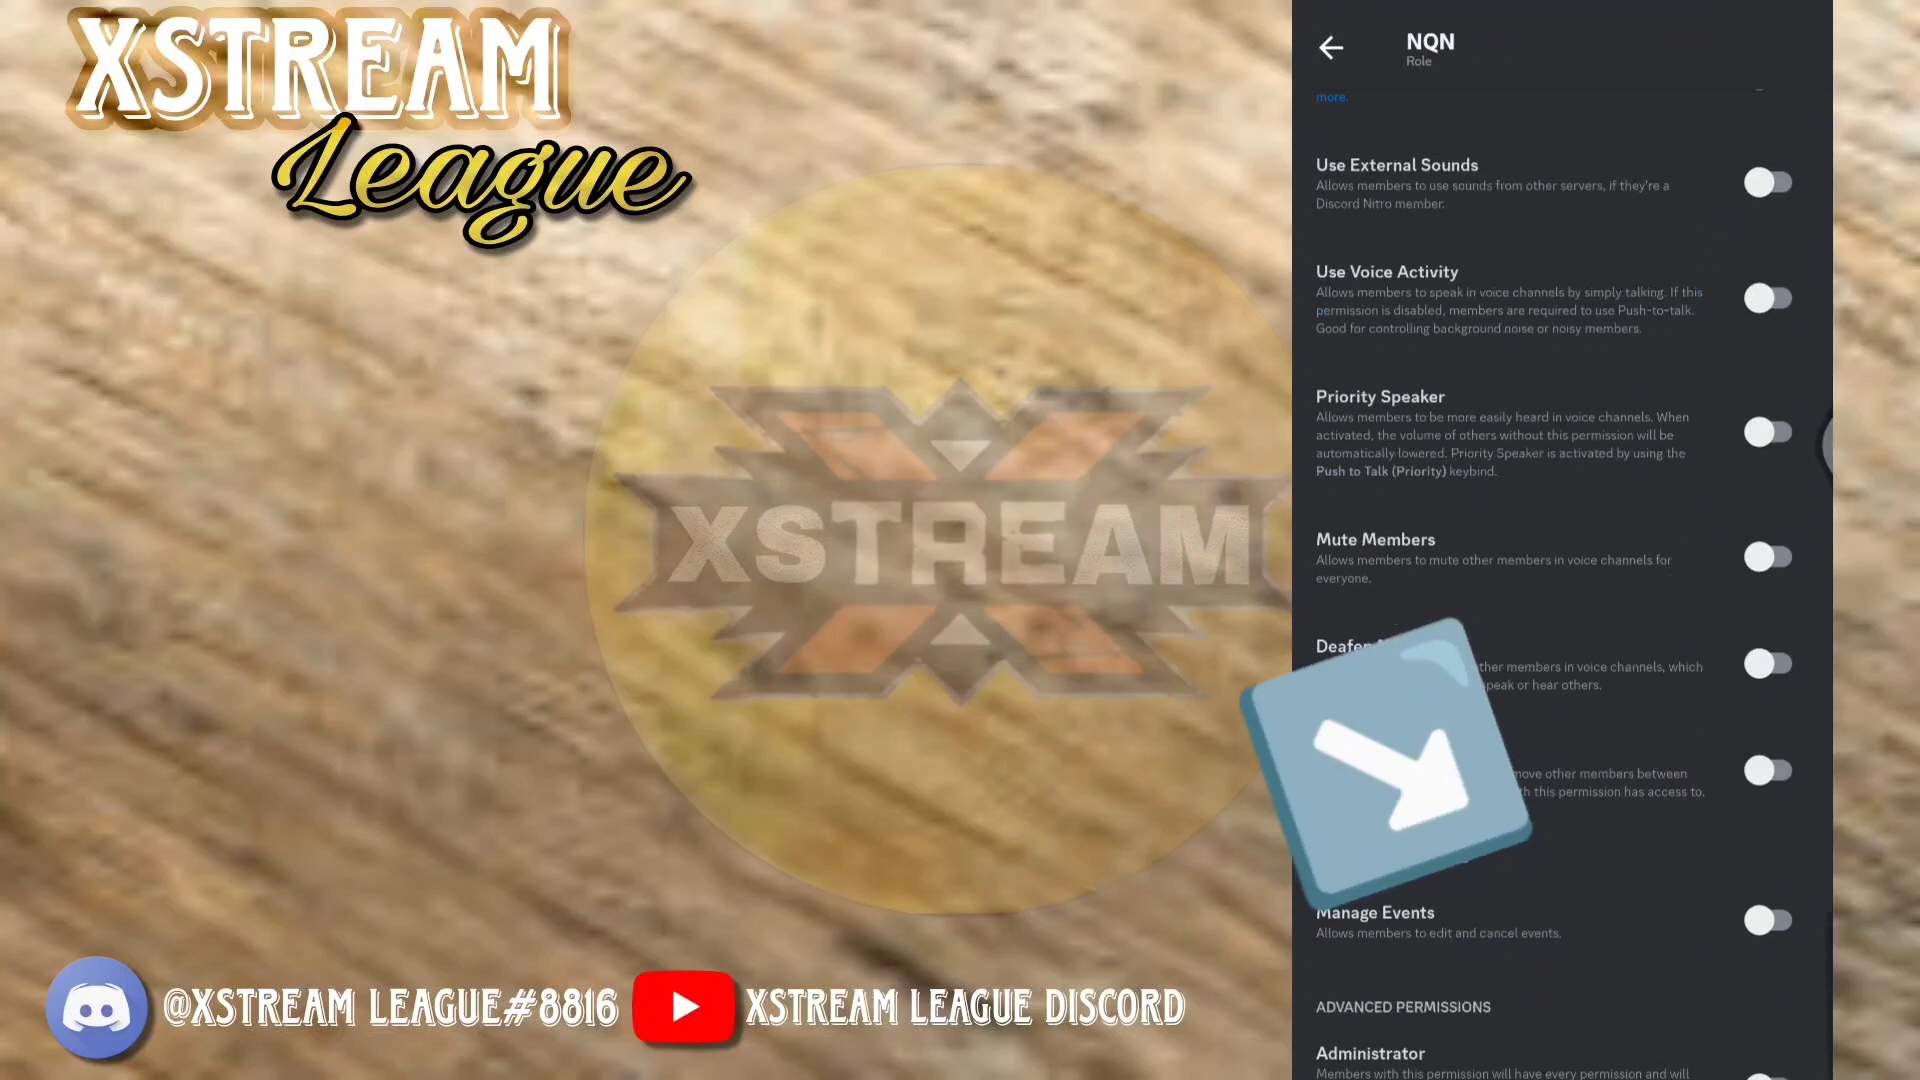 XSTREAM
League
XSTREAM
@XSTREAM LEAGUE#8816
XSTREAM LEAGUE DISCORD
NQN
Role
more.
Use External Sounds
Allows members to use sounds from other servers, if they're a
Discord Nitro member.
Use Voice Activity
Allows members to speak in voice channels by simply talking. If this
permission is disabled, members are required to use Push-to-talk.
Good for controlling background noise or noisy members.
Priority Speaker
Allows members to be more easily heard in voice channels. When
activated, the volume of others without this permission will be
automatically lowered. Priority Speaker is activated by using the
Push to Talk (Priority) keybind.
Mute Members
Allows members to mute other members in voice channels for
everyone.
other members in voice channels, which
speak or hear others.
move other members between
this permission has access to.
Manage Events
Allows members to edit and cancel events.
ADVANCED PERMISSIONS
Administrator
Members with this permission will have every permission and will